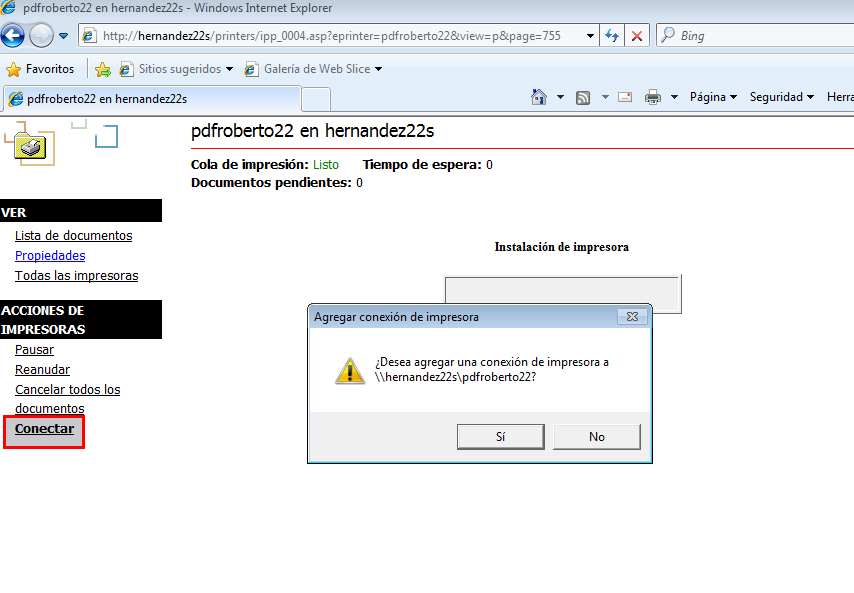 pdfroberto22 en hernandez22s - Windows Internet Explorer
http://hernandez22s/printers/ipp_0004.asp?eprinter=pdfroberto22&view=p&page=755
Bing
Favoritos
Sitios sugeridos
Galería de Web Slice
pdfroberto22 en hernandez22s
Página
Seguridad
Herra
pdfroberto22 en hernandez22s
Cola de impresión: Listo Tiempo de espera: 0
Documentos pendientes: 0
VER
Lista de documentos
Propiedades
Todas las impresoras
ACCIONES DE
IMPRESORAS
Pausar
Reanudar
Cancelar todos los
documentos
Conectar
Instalación de impresora
Agregar conexión de impresora
¿Desea agregar una conexión de impresora a
\\hernandez22s\pdfroberto22?
Sí
No